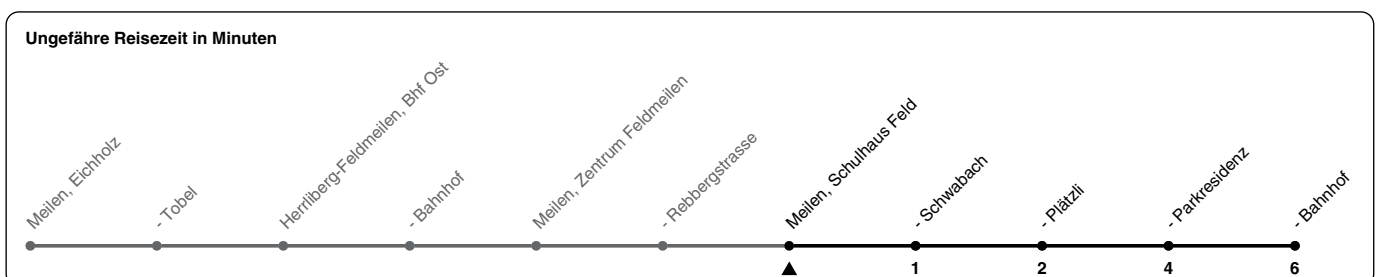 Ungefähre Reisezeit in Minuten
Meilen, Eichholz
- Tobel
Herrliberg-Feldmeilen, Bhf Ost
- Bahnhof
Meilen, Zentrum Feldmeilen
- Rebbergstrasse
Meilen, Schulhaus Feld
- Schwabach
- Plätzli
- Parkresidenz
- Bahnhof
1
2
4
6